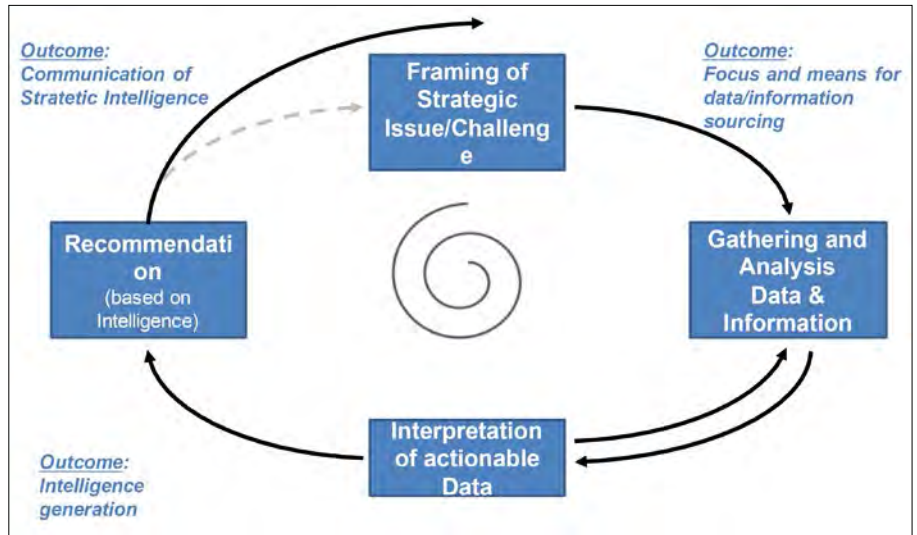 Outcome:
Communication of
Stratetic Intelligence
Framing of
Strategic
Issue/Challeng
e
Outcome:
Focus and means for
data/information
sourcing
Recommendati
on
(based on
Intelligence)
Gathering and
Analysis
Data &
Information
Interpretation
of actionable
Data
Outcome:
Intelligence
generation